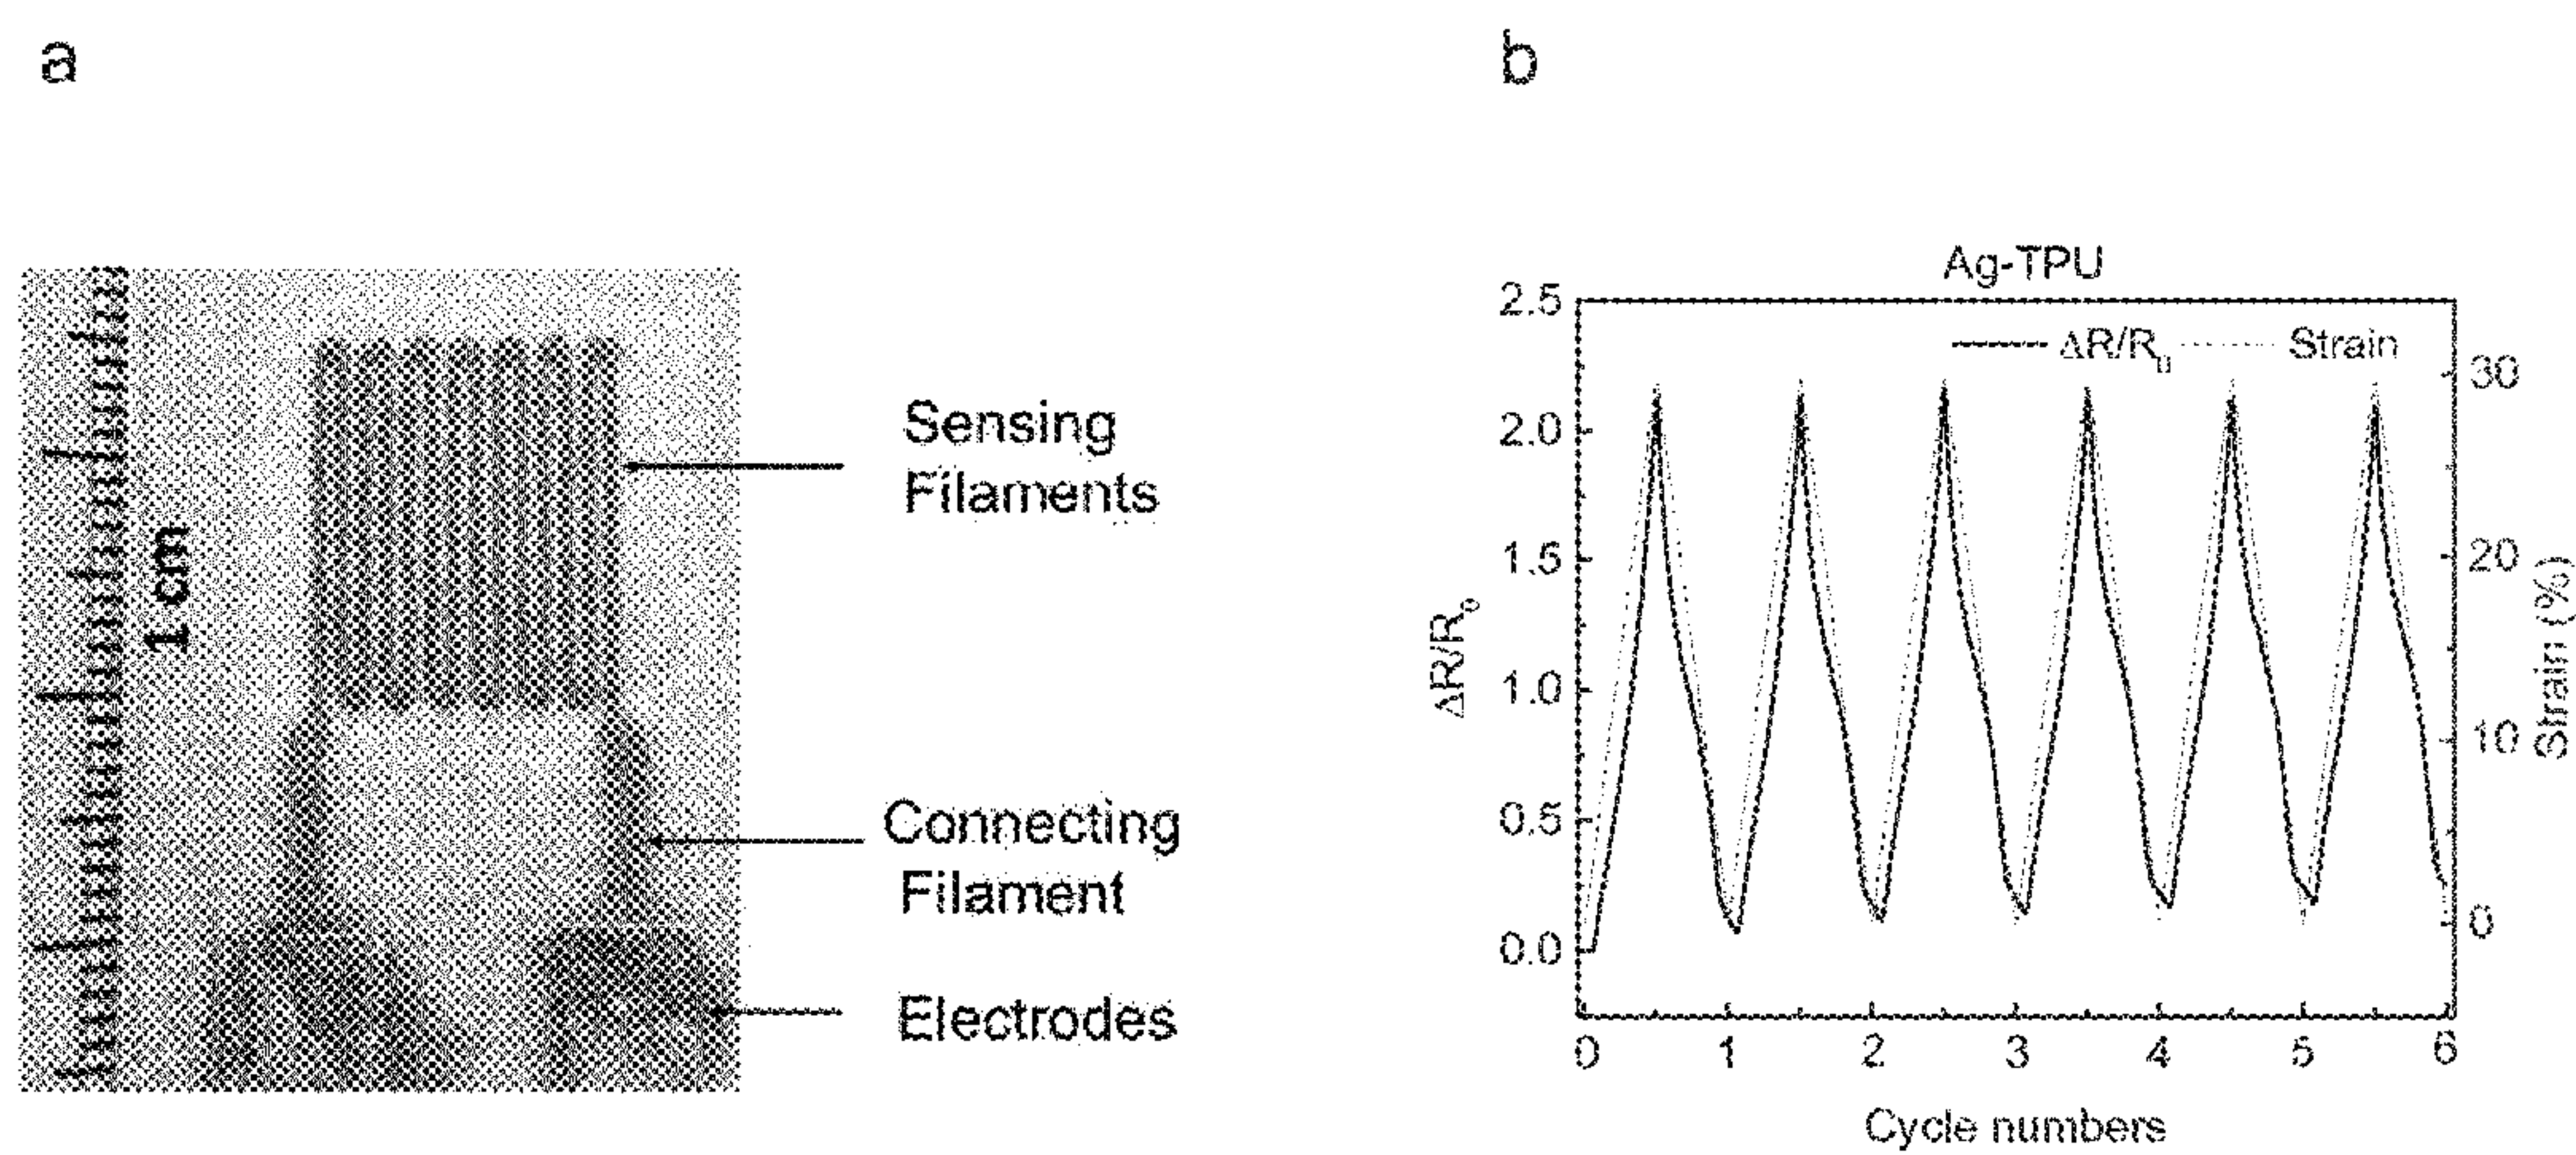 a
1 cm
Sensing
Filaments
Connecting
Filament
Electrodes
b
Ag-TPU
ΔR/R₀ Strain
2.5
2.0
1.5
1.0
0.5
0.0
ΔR/R₀
30
20
10
0
Strain (%)
0 1 2 3 4 5 6
Cycle numbers